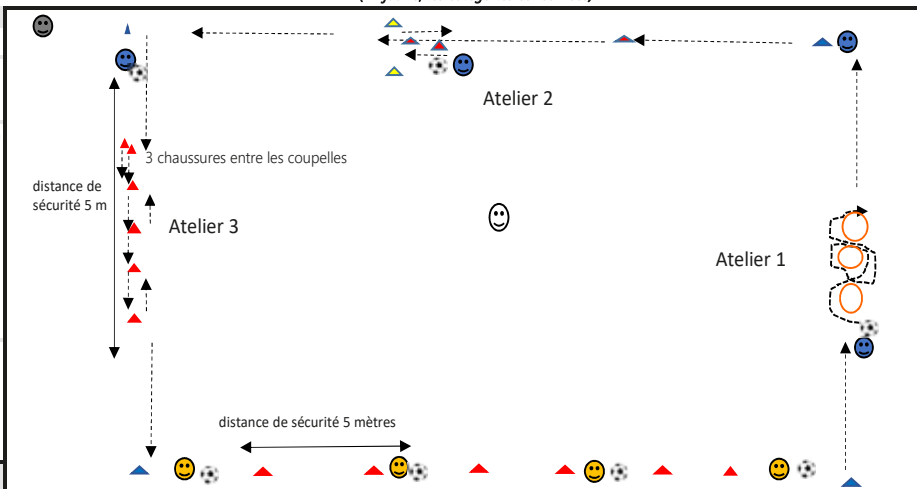 Atelier 2
3 chaussures entre les coupelles
distance de
sécurité 5 m
Atelier 3
Atelier 1
distance de sécurité 5 mètres